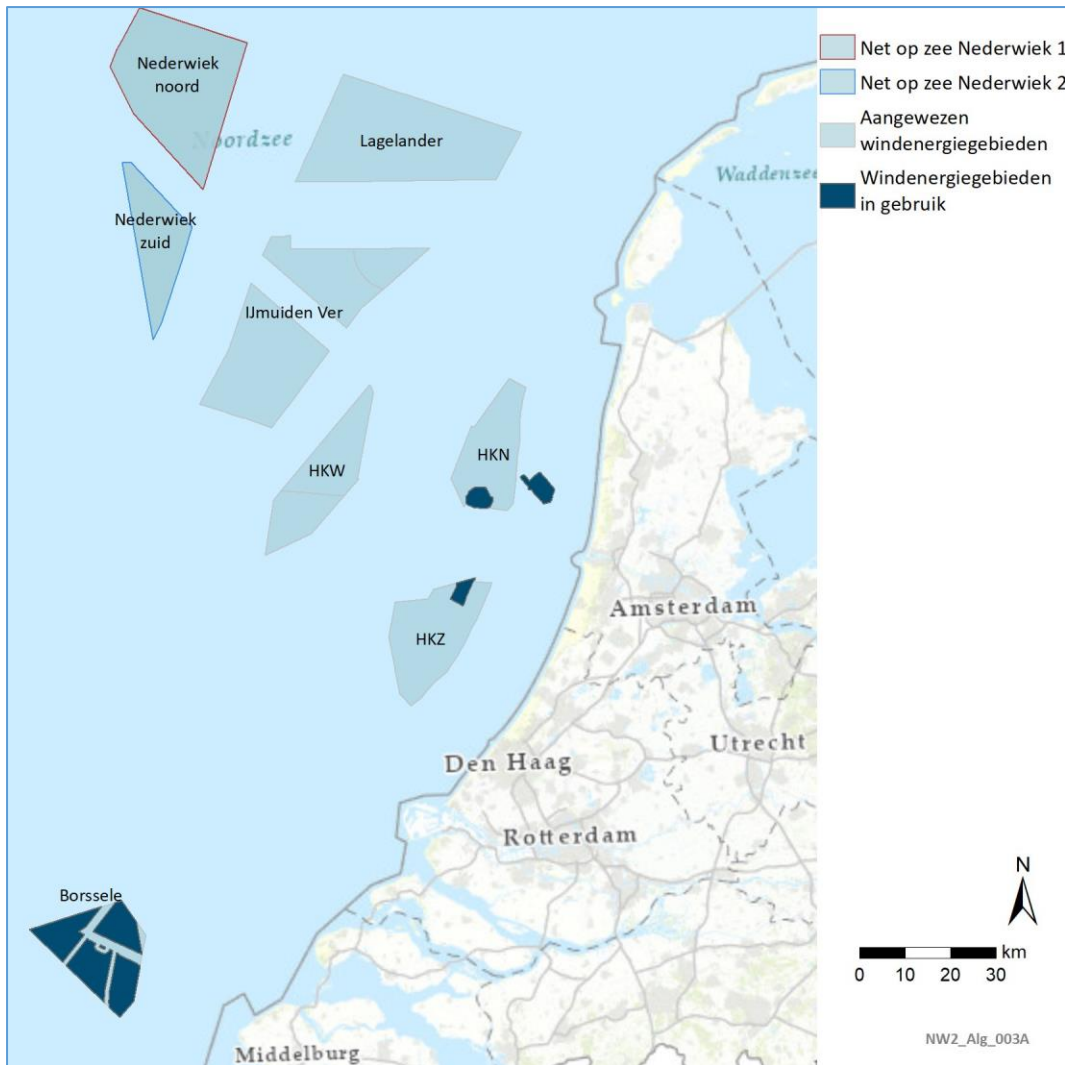 Nederwiek
noord
Noordzee
Lagelander
Nederwiek
zuid
IJmuiden Ver
HKW
HKN
HKZ
Borssele
Waddenzee
Amsterdam
Utrecht
Den Haag
Rotterdam
Middelburg
Net op zee Nederwiek 1
Net op zee Nederwiek 2
Aangewezen
windenergiegebieden
Windenergiegebieden
in gebruik
N
km
0 10 20 30
NW2_Alg_003A